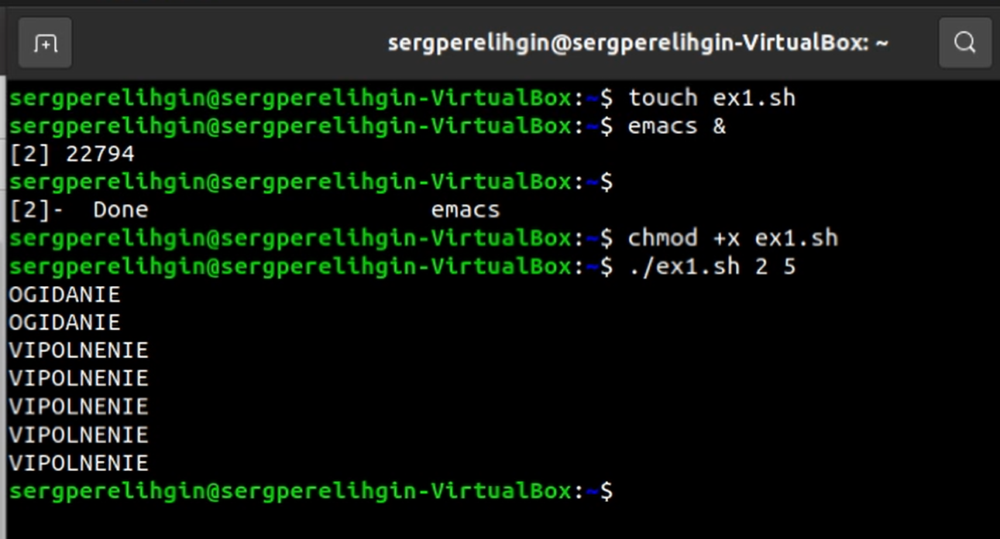 sergperelihgin@sergperelihgin-VirtualBox: ~
sergperelihgin@sergperelihgin-VirtualBox:~$ touch ex1.sh
sergperelihgin@sergperelihgin-VirtualBox:~$ emacs &
[2] 22794
sergperelihgin@sergperelihgin-VirtualBox:~$
[2]-  Done                    emacs
sergperelihgin@sergperelihgin-VirtualBox:~$ chmod +x ex1.sh
sergperelihgin@sergperelihgin-VirtualBox:~$ ./ex1.sh 2 5
OGIDANIE
OGIDANIE
VIPOLNENIE
VIPOLNENIE
VIPOLNENIE
VIPOLNENIE
VIPOLNENIE
sergperelihgin@sergperelihgin-VirtualBox:~$